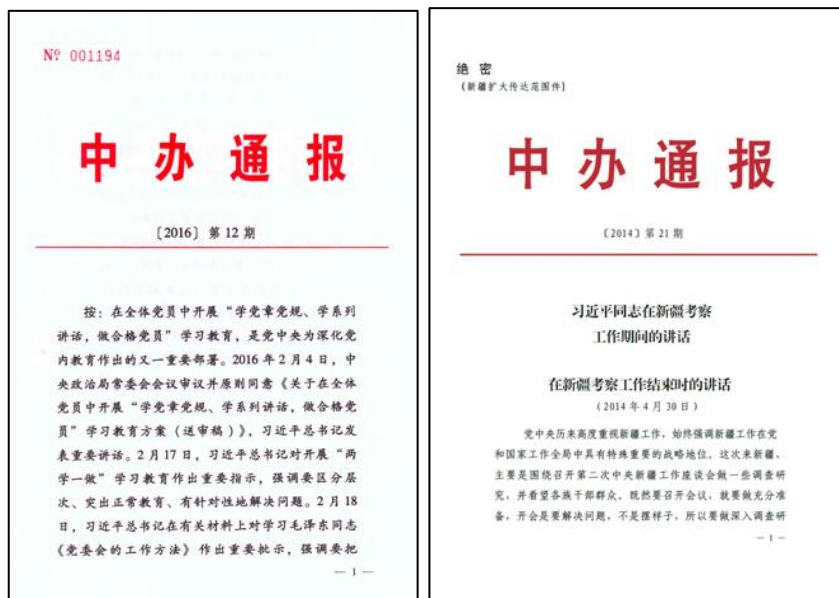 Nº 001194
中办通报
〔2016〕第12期
按：在全体党员中开展“学党章党规、学系列
讲话，做合格党员”学习教育，是党中央为深化党
内教育作出的又一重要部署。2016年2月4日，中
央政治局常委会会议审议并原则同意《关于在全体
党员中开展“学党章党规、学系列讲话，做合格党
员”学习教育方案（送审稿）》，习近平总书记发
表重要讲话。2月17日，习近平总书记对开展“两
学一做”学习教育作出重要指示，强调要区分层
次、突出正常教育、有针对性地解决问题。2月18
日，习近平总书记在有关材料上对学习毛泽东同志
《党委会的工作方法》作出重要批示，强调要把
— 1 —
绝密
(新疆扩大传达范围件)
中办通报
〔2014〕第21期
习近平同志在新疆考察
工作期间的讲话
在新疆考察工作结束时的讲话
（2014年4月30日）
党中央历来高度重视新疆工作，始终强调新疆工作在党
和国家工作全局中具有特殊重要的战略地位。这次来新疆，
主要是围绕召开第二次中央新疆工作座谈会做一些调查研
究，并看望各族干部群众。既然要召开会议，就要做充分准
备，开会是要解决问题，不是摆样子，所以要做深入调查研
— 1 —